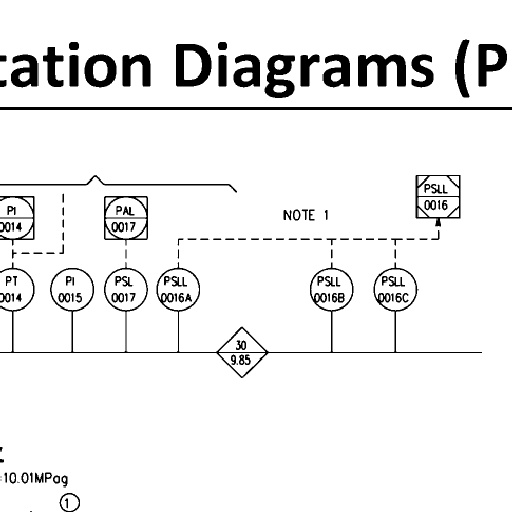 tation Diagrams (P
PSLL
0016
PI
0014
PAL
0017
NOTE 1
PT
0014
PI
0015
PSL
0017
PSLL
0016A
PSLL
0016B
PSLL
0016C
30
9.85
=10.01MPag
1